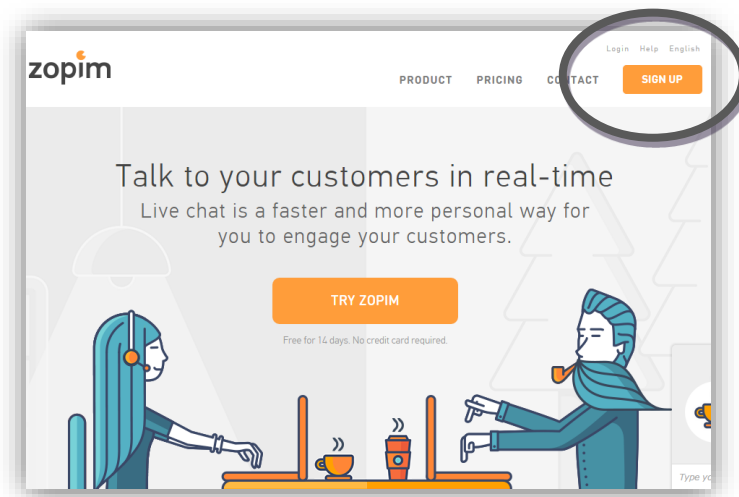 Login Help English
zopim
PRODUCT PRICING CONTACT SIGN UP
Talk to your customers in real-time
Live chat is a faster and more personal way for
you to engage your customers.
TRY ZOPIM
Free for 14 days. No credit card required.
Type